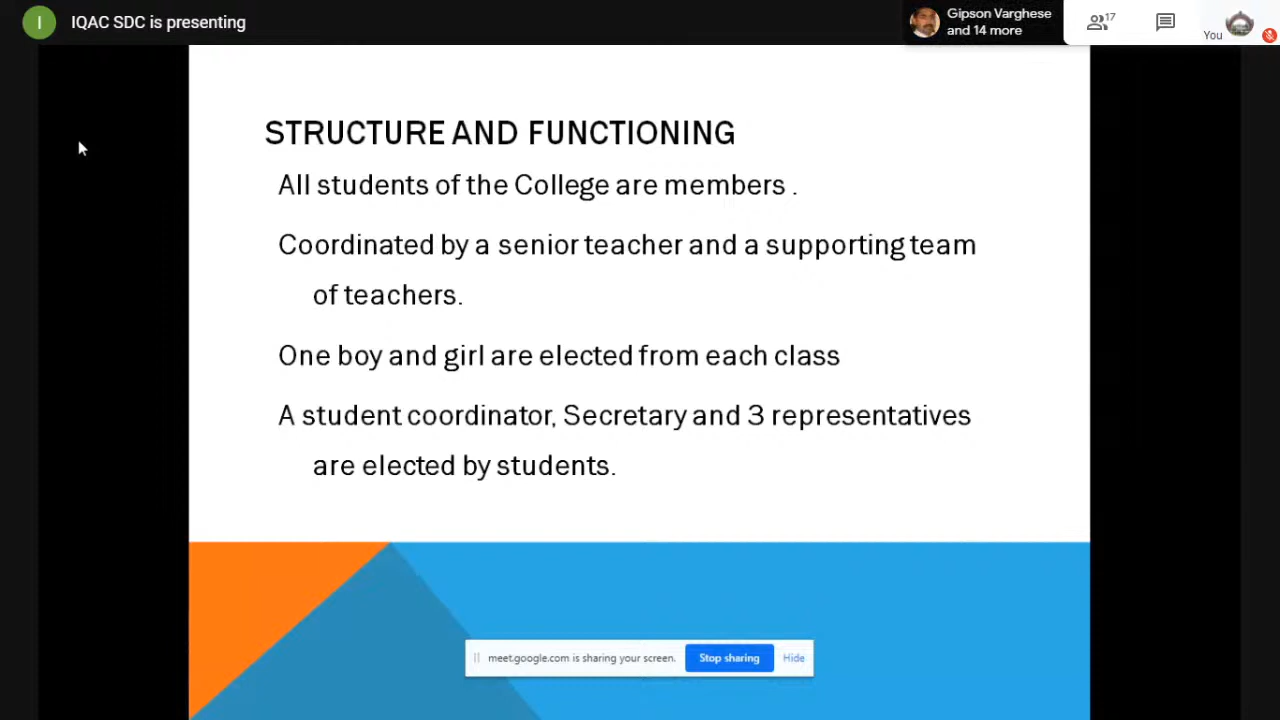 I IQAC SDC is presenting
Gipson Varghese
and 14 more
17
You
STRUCTURE AND FUNCTIONING
All students of the College are members .
Coordinated by a senior teacher and a supporting team
of teachers.
One boy and girl are elected from each class
A student coordinator, Secretary and 3 representatives
are elected by students.
meet.google.com is sharing your screen. Stop sharing Hide